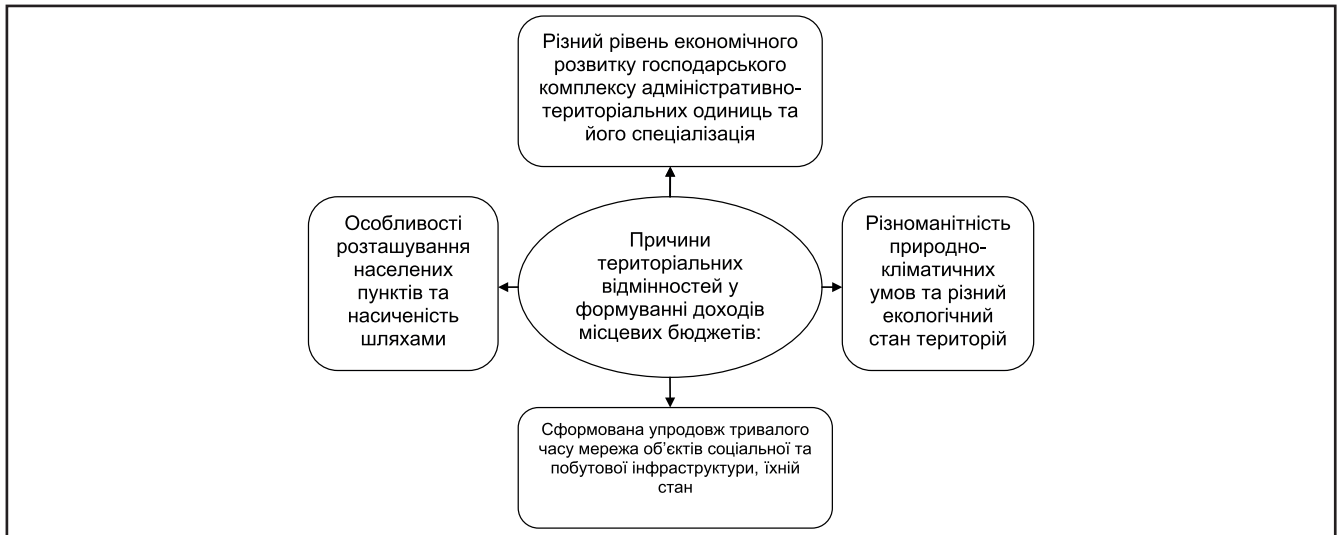 Різний рівень економічного
розвитку господарського
комплексу адміністративно-
територіальних одиниць та
його спеціалізація
Особливості
розташування
населених
пунктів та
насиченість
шляхами
Причини
територіальних
відмінностей у
формуванні доходів
місцевих бюджетів:
Різноманітність
природно-
кліматичних
умов та різний
екологічний
стан територій
Сформована упродовж тривалого
часу мережа об’єктів соціальної та
побутової інфраструктури, їхній
стан